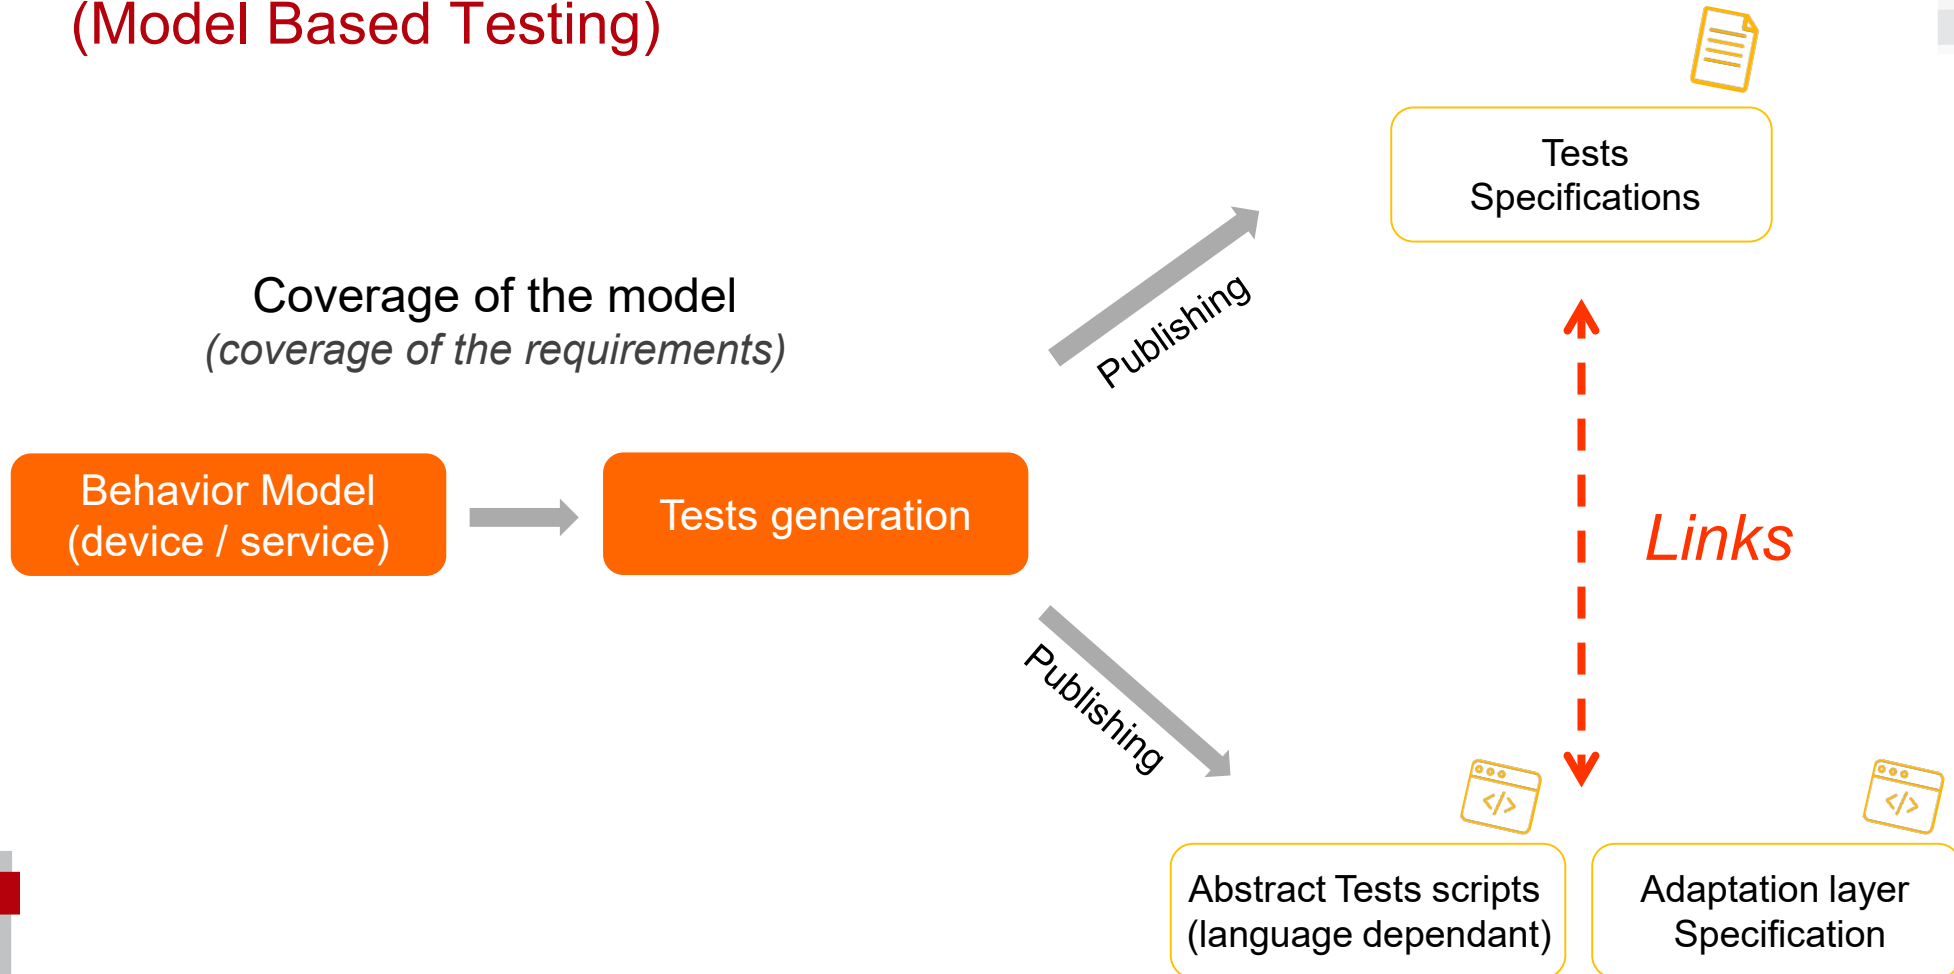 (Model Based Testing)
Tests
Specifications
Coverage of the model
(coverage of the requirements)
Publishing
Behavior Model
(device / service)
Tests generation
Links
Publishing
</>
</>
Abstract Tests scripts
(language dependant)
Adaptation layer
Specification